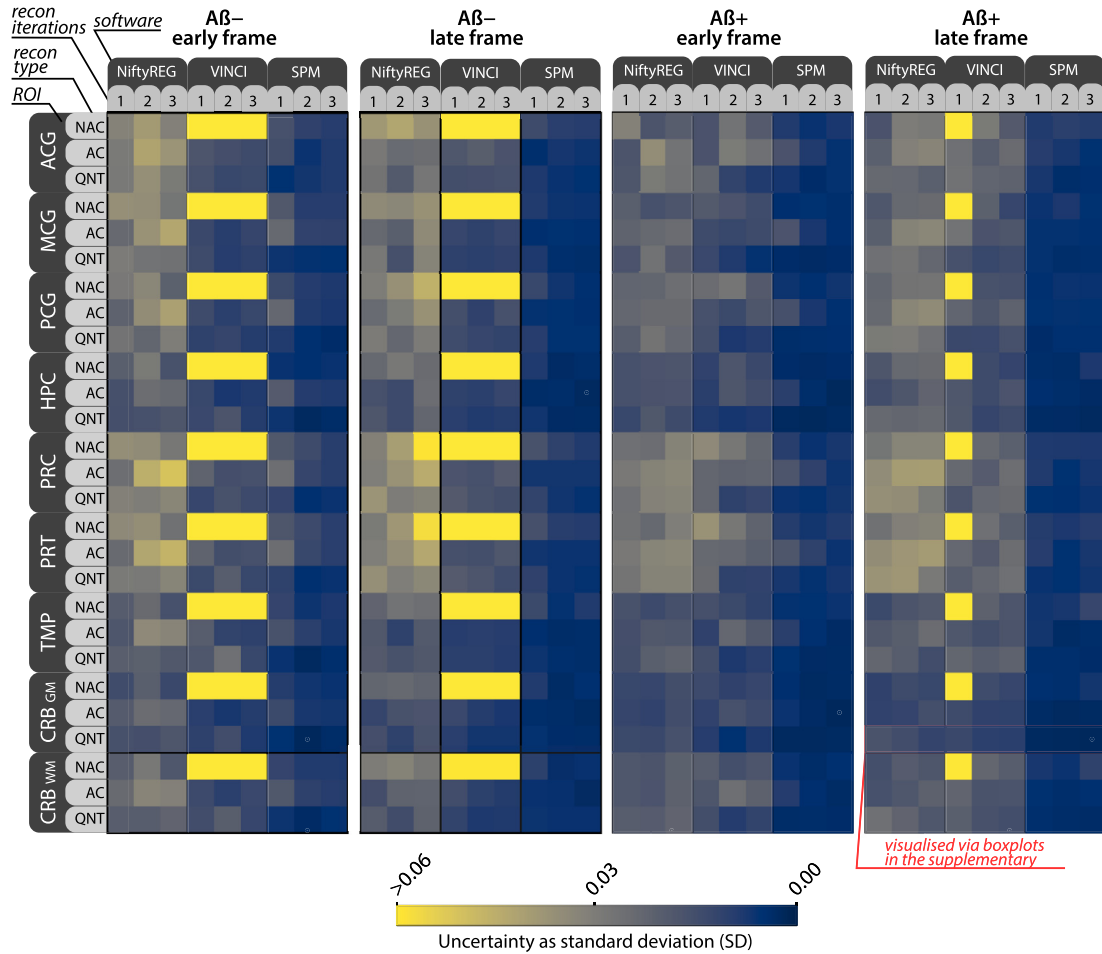 recon
iterations
software
recon
type
ROI
Aß−
early frame
Aß−
late frame
Aß+
early frame
Aß+
late frame
NiftyREG VINCI SPM NiftyREG VINCI SPM NiftyREG VINCI SPM NiftyREG VINCI SPM
1 2 3 1 2 3 1 2 3 1 2 3 1 2 3 1 2 3 1 2 3 1 2 3 1 2 3 1 2 3 1 2 3 1 2 3
ACG
NAC
AC
QNT
MCG
NAC
AC
QNT
PCG
NAC
AC
QNT
HPC
NAC
AC
QNT
PRC
NAC
AC
QNT
PRT
NAC
AC
QNT
TMP
NAC
AC
QNT
CRB GM
NAC
AC
QNT
CRB WM
NAC
AC
QNT
visualised via boxplots
in the supplementary
>0.06 0.03 0.00
Uncertainty as standard deviation (SD)